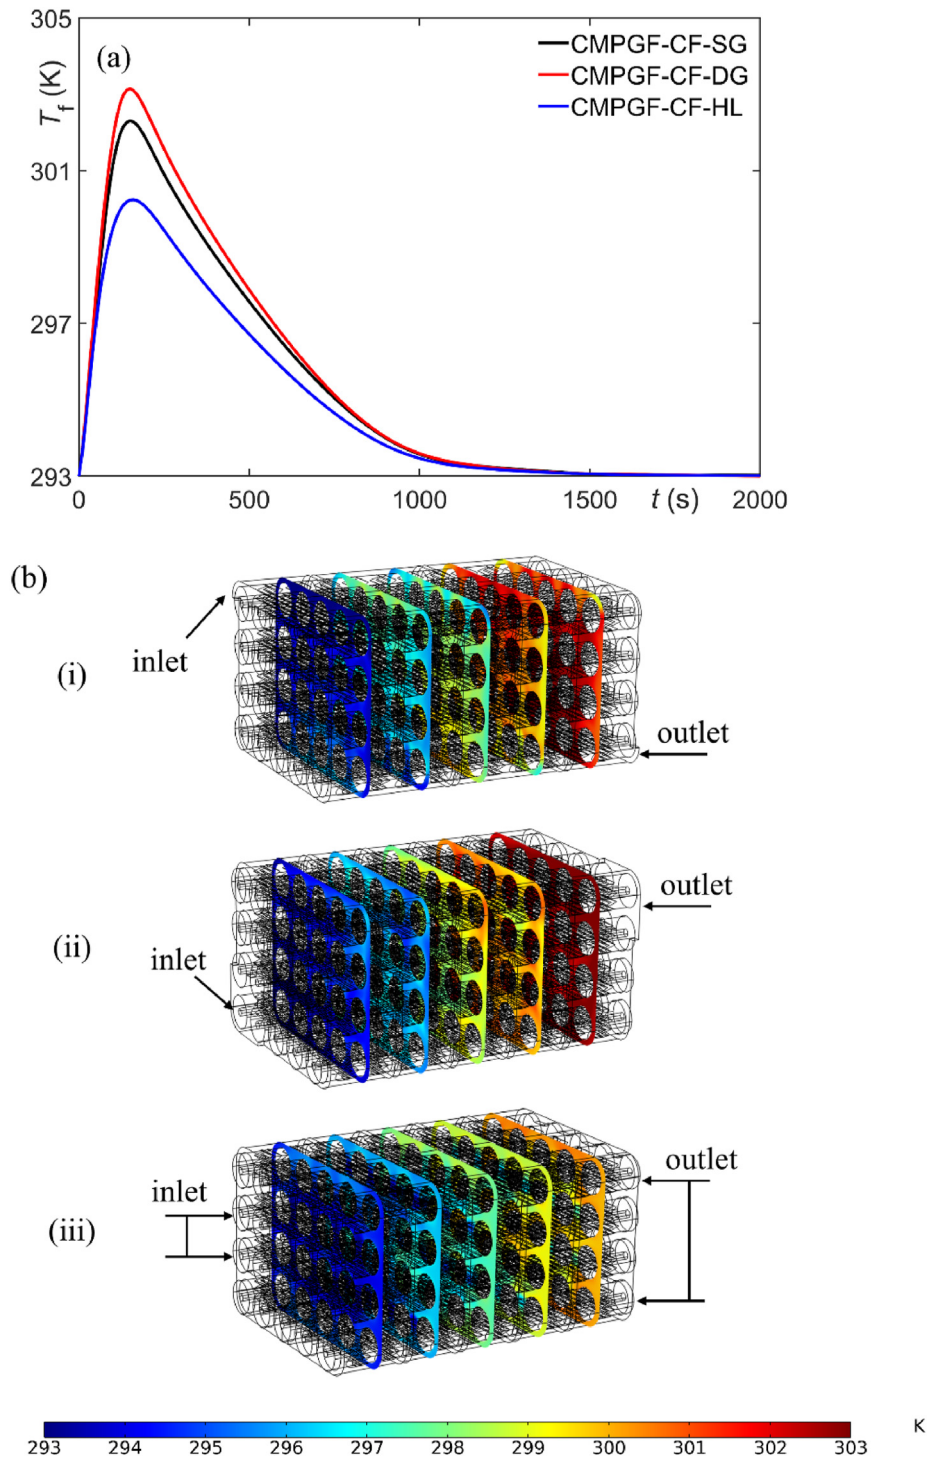 305
(a)
CMPGF-CF-SG
CMPGF-CF-DG
CMPGF-CF-HL
T_f (K)
301
297
293
0 500 1000 1500 t (s) 2000
(b)
inlet
(i)
outlet
outlet
(ii)
inlet
outlet
inlet
(iii)
K
293 294 295 296 297 298 299 300 301 302 303